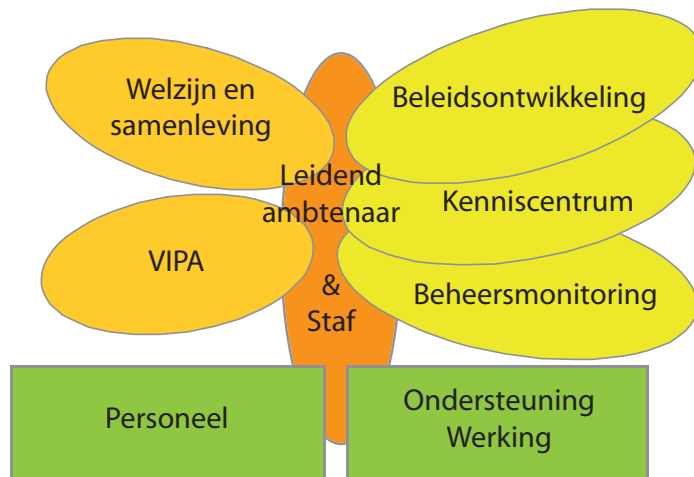 Welzijn en
samenleving
Beleidsontwikkeling
Leidend
ambtenaar
Kenniscentrum
VIPA
&
Staf
Beheersmonitoring
Personeel
Ondersteuning
Werking